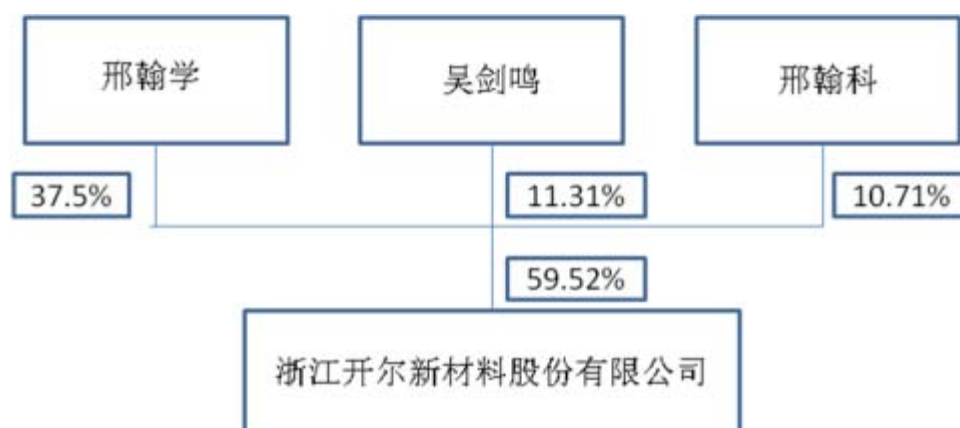 邢翰学
吴剑鸣
邢翰科
37.5%
11.31%
10.71%
59.52%
浙江开尔新材料股份有限公司